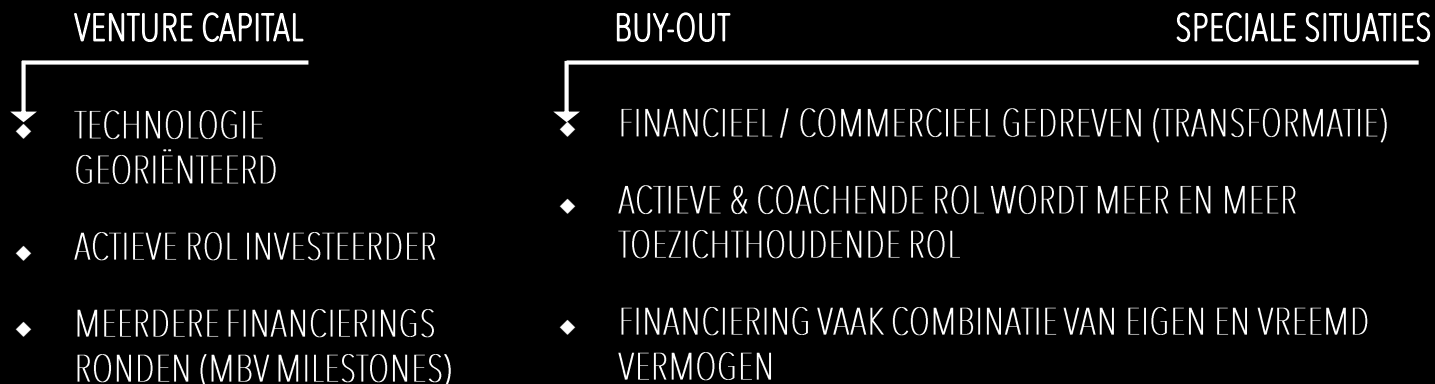 VENTURE CAPITAL
TECHNOLOGIE
GEORIËNTEERD
ACTIEVE ROL INVESTEERDER
MEERDERE FINANCIERINGS
RONDEN (MBV MILESTONES)
BUY-OUT
SPECIALE SITUATIES
FINANCIEEL / COMMERCIEEL GEDREVEN (TRANSFORMATIE)
ACTIEVE & COACHENDE ROL WORDT MEER EN MEER
TOEZICHTHOUDENDE ROL
FINANCIERING VAAK COMBINATIE VAN EIGEN EN VREEMD
VERMOGEN